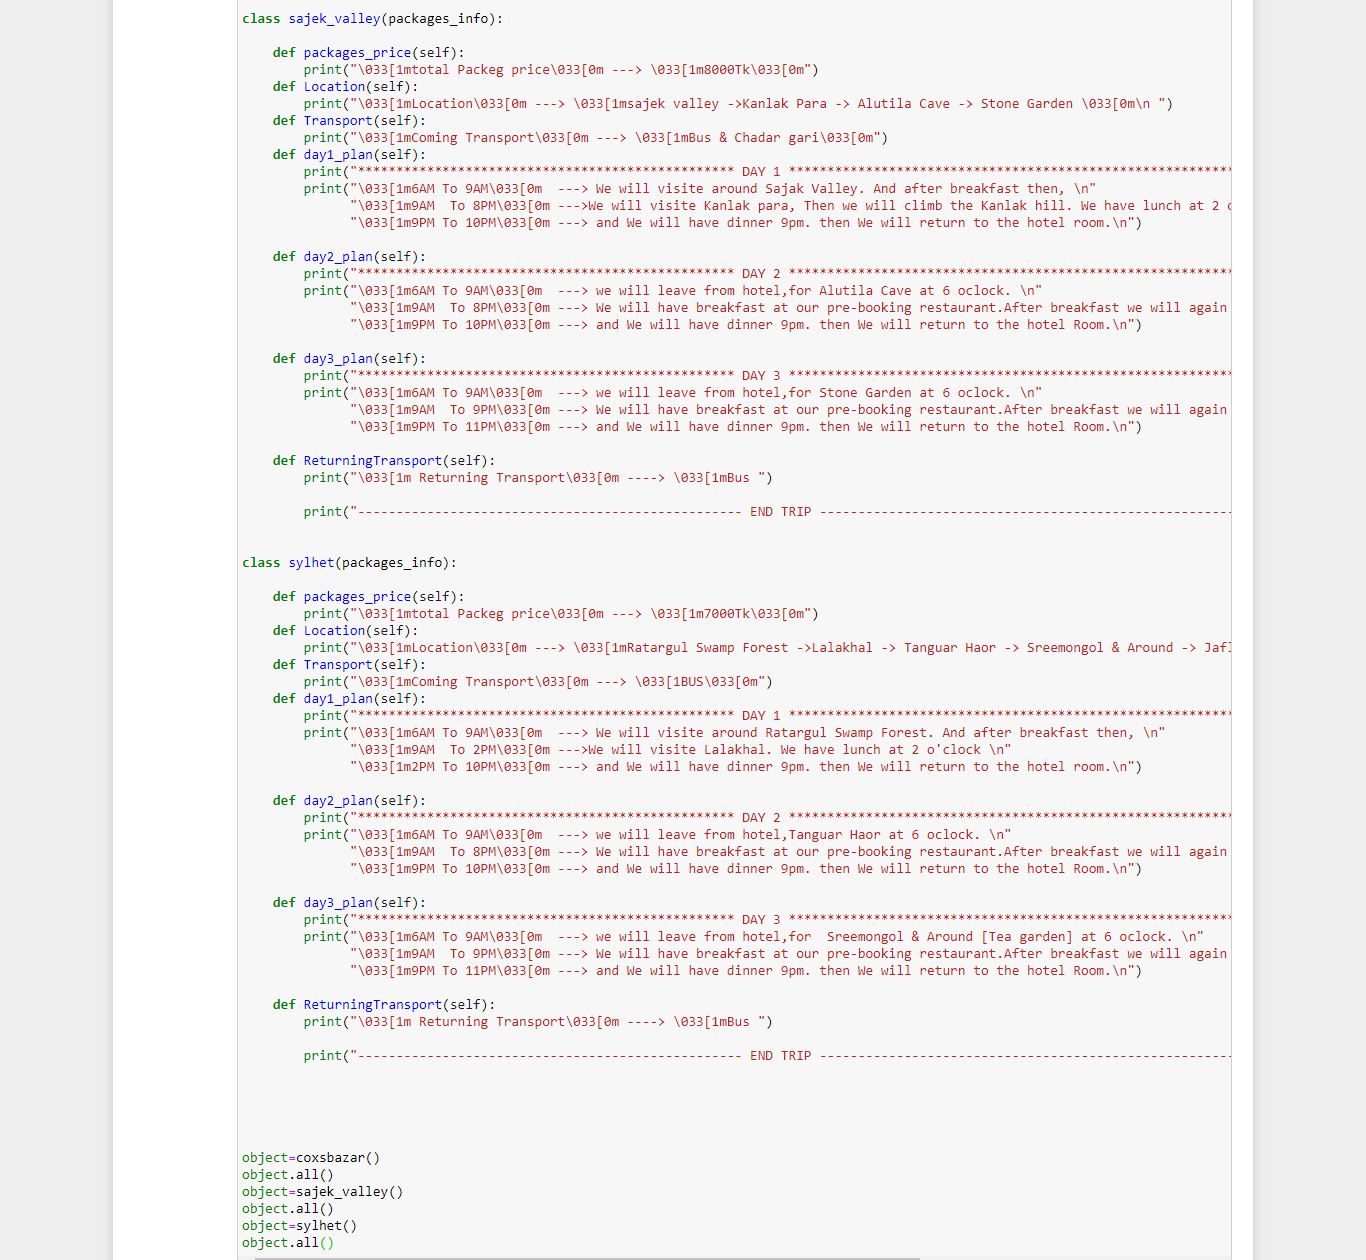 class sajek_valley(packages_info):
def packages_price(self):
print("\033[1mtotal Packeg price\033[0m ---> \033[1m8000Tk\033[0m")
def Location(self):
print("\033[1mLocation\033[0m ---> \033[1msajek valley ->Kanlak Para -> Alutila Cave -> Stone Garden \033[0m\n ")
def Transport(self):
print("\033[1mComing Transport\033[0m ---> \033[1mBus & Chadar gari\033[0m")
def day1_plan(self):
print("************************************************* DAY 1 **********************************************************
print("\033[1m6AM To 9AM\033[0m  ---> We will visite around Sajak Valley. And after breakfast then, \n"
"\033[1m9AM  To 8PM\033[0m --->We will visite Kanlak para, Then we will climb the Kanlak hill. We have lunch at 2
"\033[1m9PM To 10PM\033[0m ---> and We will have dinner 9pm. then We will return to the hotel room.\n")
def day2_plan(self):
print("************************************************* DAY 2 **********************************************************
print("\033[1m6AM To 9AM\033[0m  ---> we will leave from hotel,for Alutila Cave at 6 oclock. \n"
"\033[1m9AM  To 8PM\033[0m ---> We will have breakfast at our pre-booking restaurant.After breakfast we will again
"\033[1m9PM To 10PM\033[0m ---> and We will have dinner 9pm. then We will return to the hotel Room.\n")
def day3_plan(self):
print("************************************************* DAY 3 **********************************************************
print("\033[1m6AM To 9AM\033[0m  ---> we will leave from hotel,for Stone Garden at 6 oclock. \n"
"\033[1m9AM  To 9PM\033[0m ---> We will have breakfast at our pre-booking restaurant.After breakfast we will again
"\033[1m9PM To 11PM\033[0m ---> and We will have dinner 9pm. then We will return to the hotel Room.\n")
def ReturningTransport(self):
print("\033[1m Returning Transport\033[0m ----> \033[1mBus ")
print("-------------------------------------------------- END TRIP ------------------------------------------------------
class sylhet(packages_info):
def packages_price(self):
print("\033[1mtotal Packeg price\033[0m ---> \033[1m7000Tk\033[0m")
def Location(self):
print("\033[1mLocation\033[0m ---> \033[1mRatargul Swamp Forest ->Lalakhal -> Tanguar Haor -> Sreemongol & Around ->
def Transport(self):
print("\033[1mComing Transport\033[0m ---> \033[1BUS\033[0m")
def day1_plan(self):
print("************************************************* DAY 1 **********************************************************
print("\033[1m6AM To 9AM\033[0m  ---> We will visite around Ratargul Swamp Forest. And after breakfast then, \n"
"\033[1m9AM  To 2PM\033[0m --->We will visite Lalakhal. We have lunch at 2 o'clock \n"
"\033[1m2PM To 10PM\033[0m ---> and We will have dinner 9pm. then We will return to the hotel room.\n")
def day2_plan(self):
print("************************************************* DAY 2 **********************************************************
print("\033[1m6AM To 9AM\033[0m  ---> we will leave from hotel,Tanguar Haor at 6 oclock. \n"
"\033[1m9AM  To 8PM\033[0m ---> We will have breakfast at our pre-booking restaurant.After breakfast we will again
"\033[1m9PM To 10PM\033[0m ---> and We will have dinner 9pm. then We will return to the hotel Room.\n")
def day3_plan(self):
print("************************************************* DAY 3 **********************************************************
print("\033[1m6AM To 9AM\033[0m  ---> we will leave from hotel,for  Sreemongol & Around [Tea garden] at 6 oclock. \n"
"\033[1m9AM  To 9PM\033[0m ---> We will have breakfast at our pre-booking restaurant.After breakfast we will again
"\033[1m9PM To 11PM\033[0m ---> and We will have dinner 9pm. then We will return to the hotel Room.\n")
def ReturningTransport(self):
print("\033[1m Returning Transport\033[0m ----> \033[1mBus ")
print("-------------------------------------------------- END TRIP ------------------------------------------------------
object=coxsbazar()
object.all()
object=sajek_valley()
object.all()
object=sylhet()
object.all()